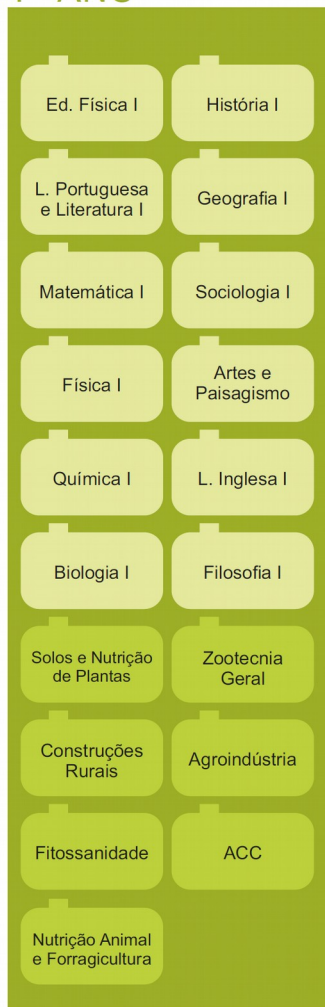 Ed. Física I
História I
L. Portuguesa
e Literatura I
Geografia I
Matemática I
Sociologia I
Física I
Artes e
Paisagismo
Química I
L. Inglesa I
Biologia I
Filosofia I
Solos e Nutrição
de Plantas
Zootecnia
Geral
Construções
Rurais
Agroindústria
Fitossanidade
ACC
Nutrição Animal
e Forragicultura